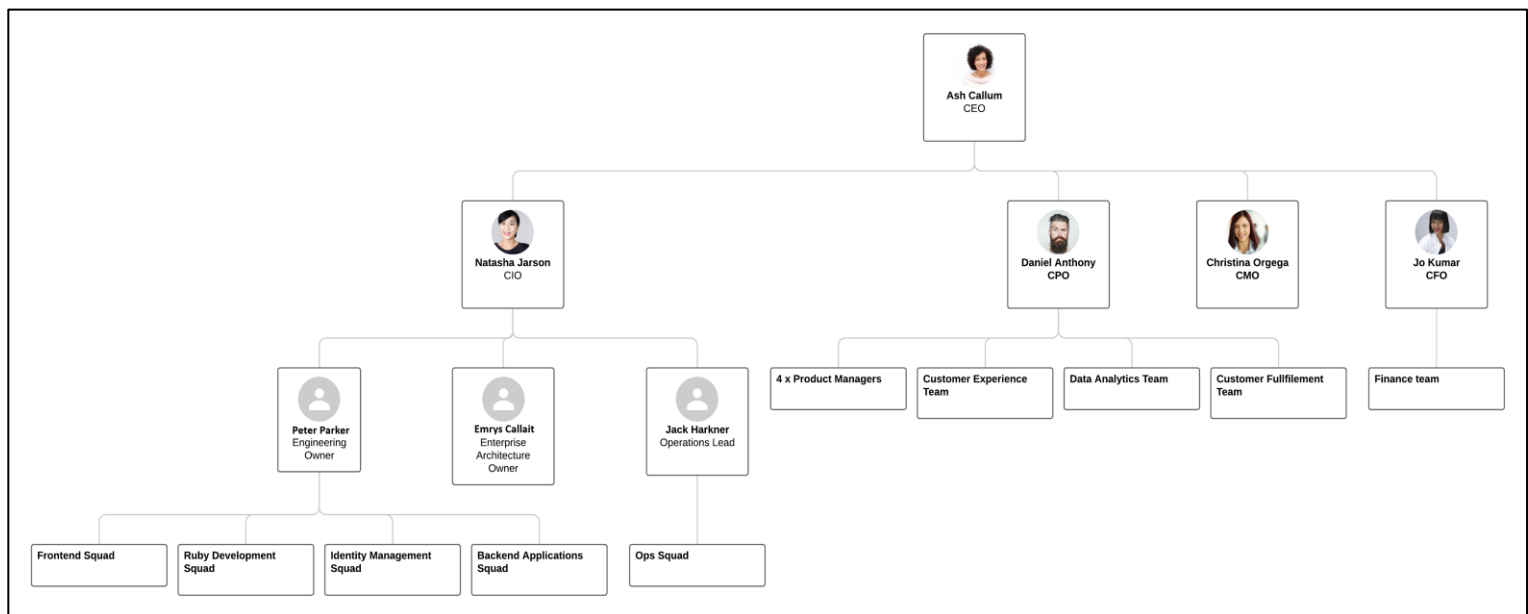 Ash Callum
CEO
Natasha Jarson
CIO
Daniel Anthony
CPO
Christina Orgega
CMO
Jo Kumar
CFO
Peter Parker
Engineering
Owner
Emrys Callait
Enterprise
Architecture
Owner
Jack Harkner
Operations Lead
4 x Product Managers
Customer Experience
Team
Data Analytics Team
Customer Fullfilement
Team
Finance team
Frontend Squad
Ruby Development
Squad
Identity Management
Squad
Backend Applications
Squad
Ops Squad